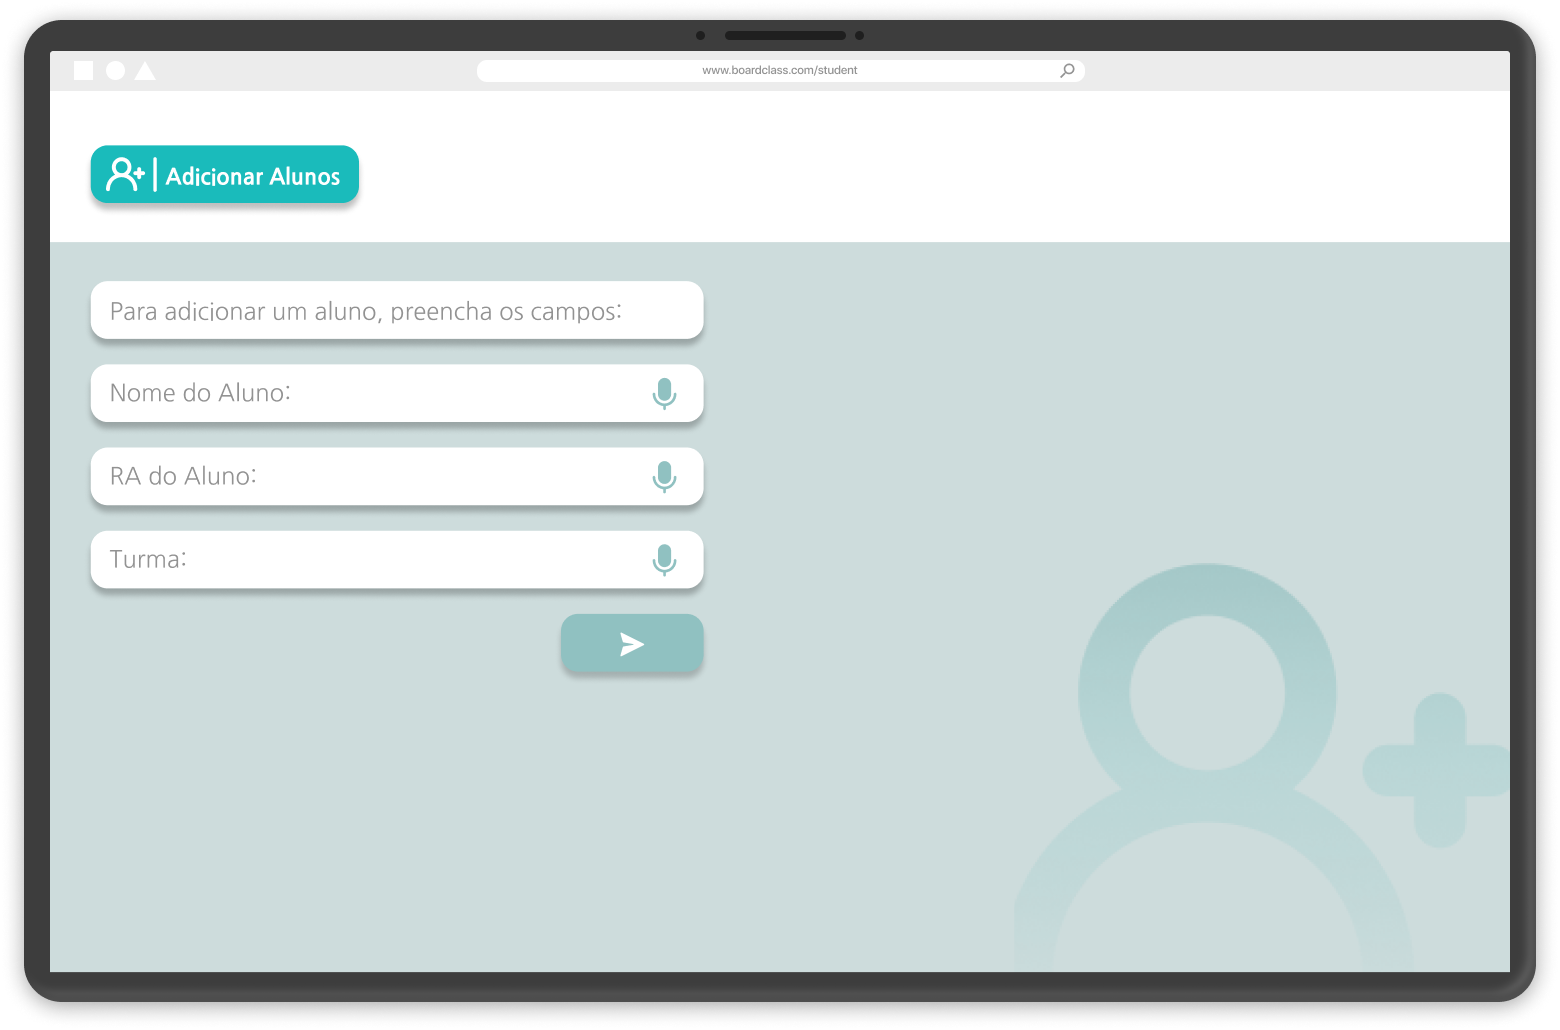 www.boardclass.com/student
Adicionar Alunos
Para adicionar um aluno, preencha os campos:
Nome do Aluno:
RA do Aluno:
Turma: